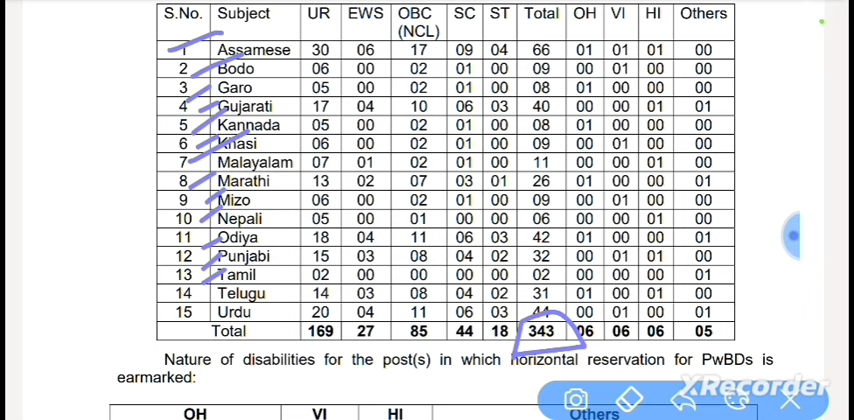 S.No. Subject UR EWS OBC (NCL) SC ST Total OH VI HI Others
1 Assamese 30 06 17 09 04 66 01 01 01 00
2 Bodo 06 00 02 01 00 09 00 01 00 00
3 Garo 05 00 02 01 00 08 01 00 00 00
4 Gujarati 17 04 10 06 03 40 00 00 01 01
5 Kannada 05 00 02 01 00 08 01 00 00 00
6 Khasi 06 00 02 01 00 09 00 01 00 00
7 Malayalam 07 01 02 01 00 11 00 00 01 00
8 Marathi 13 02 07 03 01 26 01 00 00 01
9 Mizo 06 00 02 01 00 09 00 01 00 00
10 Nepali 05 00 01 00 00 06 00 00 01 00
11 Odiya 18 04 11 06 03 42 01 00 00 01
12 Punjabi 15 03 08 04 02 32 00 01 01 00
13 Tamil 02 00 00 00 00 02 00 00 00 01
14 Telugu 14 03 08 04 02 31 01 00 01 00
15 Urdu 20 04 11 06 03 44 00 01 00 01
Total 169 27 85 44 18 343 06 06 06 05
Nature of disabilities for the post(s) in which horizontal reservation for PwBDs is
earmarked:
XRecorder
OH VI HI Others